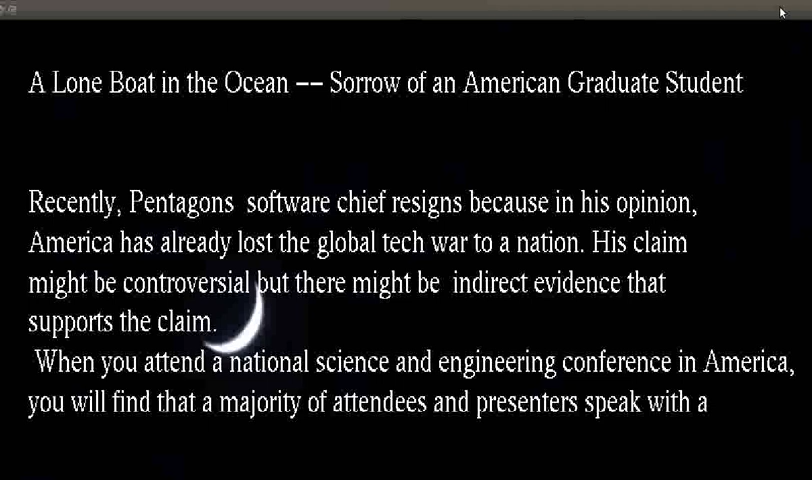 A Lone Boat in the Ocean −− Sorrow of an American Graduate Student
Recently, Pentagons software chief resigns because in his opinion,
America has already lost the global tech war to a nation. His claim
might be controversial but there might be indirect evidence that
supports the claim.
When you attend a national science and engineering conference in America,
you will find that a majority of attendees and presenters speak with a